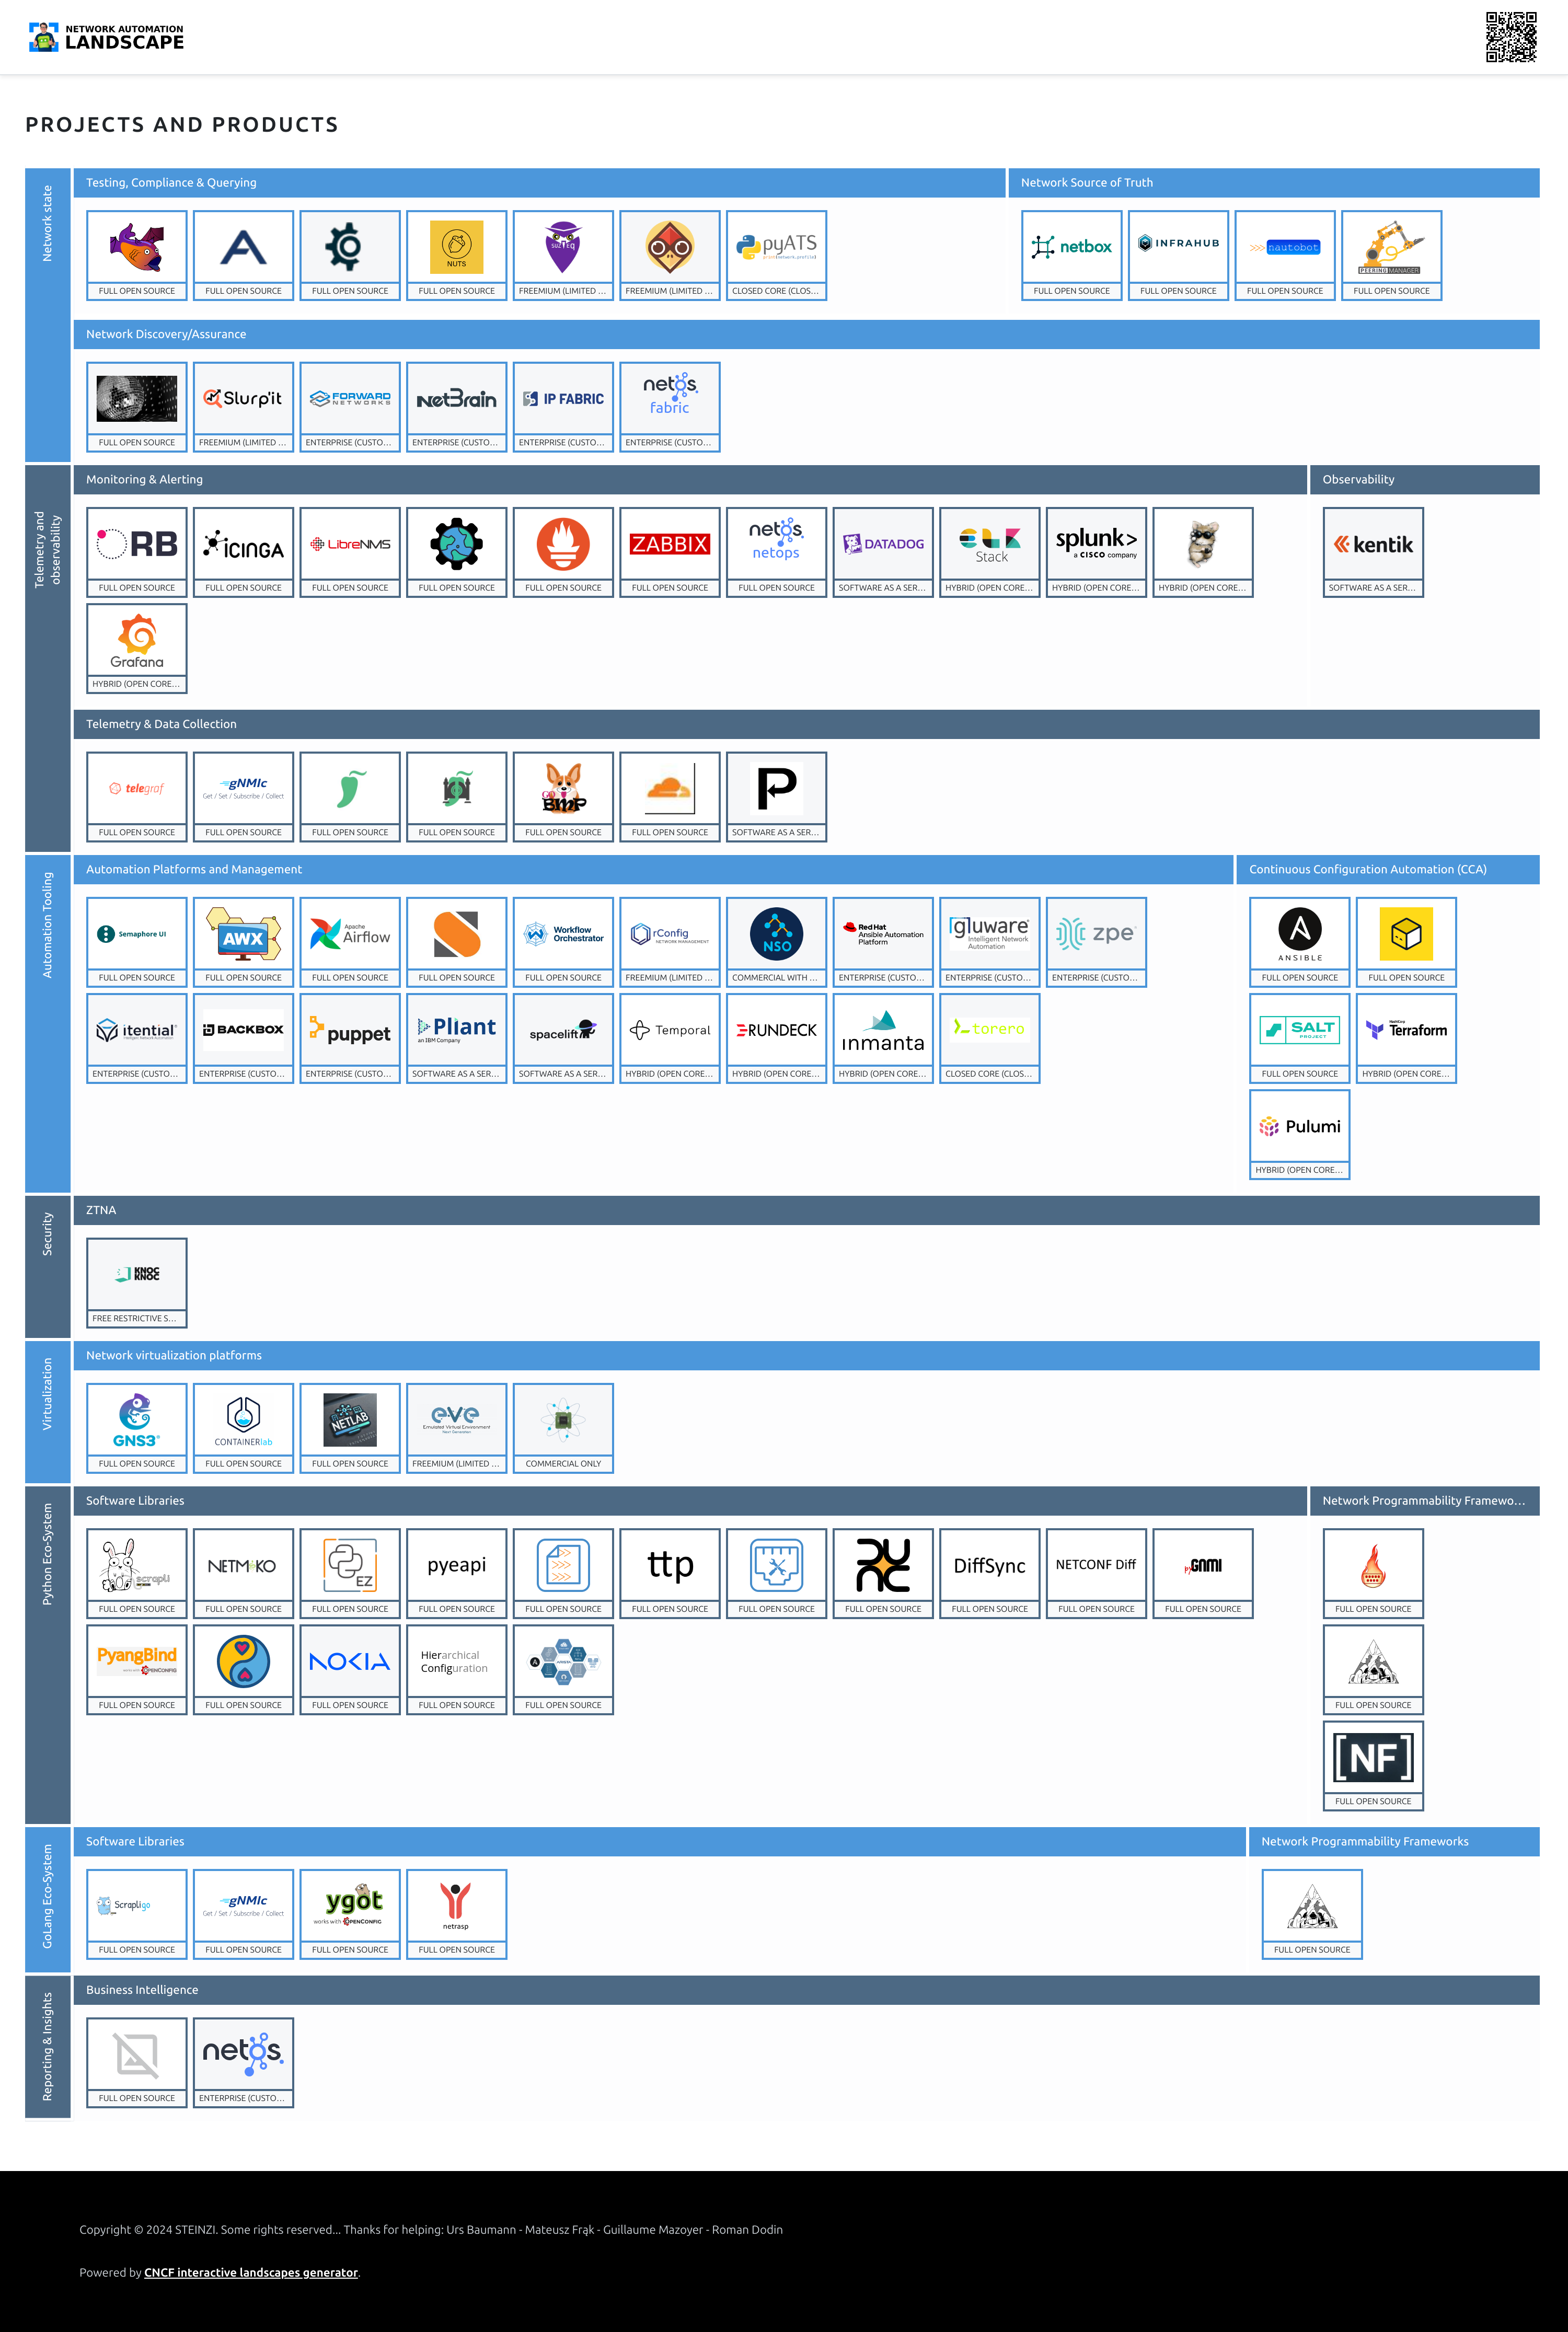 NETWORK AUTOMATION
LANDSCAPE
PROJECTS AND PRODUCTS
Network state
Testing, Compliance & Querying
NUTS
SUZIEQ
pyATS
FULL OPEN SOURCE
FULL OPEN SOURCE
FULL OPEN SOURCE
FULL OPEN SOURCE
FREEMIUM (LIMITED ...
FREEMIUM (LIMITED ...
CLOSED CORE (CLOS...
Network Source of Truth
netbox
INFRAHUB
>>> nautobot
PEERING MANAGER
FULL OPEN SOURCE
FULL OPEN SOURCE
FULL OPEN SOURCE
FULL OPEN SOURCE
Network Discovery/Assurance
Slurp'it
FORWARD
NETWORKS
NetBrain
IP FABRIC
netos
fabric
FULL OPEN SOURCE
FREEMIUM (LIMITED ...
ENTERPRISE (CUSTO...
ENTERPRISE (CUSTO...
ENTERPRISE (CUSTO...
ENTERPRISE (CUSTO...
Telemetry and
observability
Monitoring & Alerting
ORB
ICINGA
LibreNMS
ZABBIX
netos
netops
DATADOG
ELK
Stack
splunk>
a CISCO company
FULL OPEN SOURCE
FULL OPEN SOURCE
FULL OPEN SOURCE
FULL OPEN SOURCE
FULL OPEN SOURCE
FULL OPEN SOURCE
FULL OPEN SOURCE
SOFTWARE AS A SER...
HYBRID (OPEN CORE...
HYBRID (OPEN CORE...
HYBRID (OPEN CORE...
Grafana
HYBRID (OPEN CORE...
Observability
kentik
SOFTWARE AS A SER...
Telemetry & Data Collection
telegraf
gNMIc
Get / Set / Subscribe / Collect
GO
BMP
P
FULL OPEN SOURCE
FULL OPEN SOURCE
FULL OPEN SOURCE
FULL OPEN SOURCE
FULL OPEN SOURCE
FULL OPEN SOURCE
SOFTWARE AS A SER...
Automation Tooling
Automation Platforms and Management
Semaphore UI
AWX
Apache
Airflow
Workflow
Orchestrator
rConfig
NETWORK MANAGEMENT
NSO
Red Hat
Ansible Automation
Platform
gluware
Intelligent Network
Automation
zpe
FULL OPEN SOURCE
FULL OPEN SOURCE
FULL OPEN SOURCE
FULL OPEN SOURCE
FULL OPEN SOURCE
FREEMIUM (LIMITED ...
COMMERCIAL WITH ...
ENTERPRISE (CUSTO...
ENTERPRISE (CUSTO...
ENTERPRISE (CUSTO...
itential
Intelligent Network Automation
BACKBOX
puppet
Pliant
an IBM Company
spacelift
Temporal
RUNDECK
inmanta
torero
ENTERPRISE (CUSTO...
ENTERPRISE (CUSTO...
ENTERPRISE (CUSTO...
SOFTWARE AS A SER...
SOFTWARE AS A SER...
HYBRID (OPEN CORE...
HYBRID (OPEN CORE...
HYBRID (OPEN CORE...
CLOSED CORE (CLOS...
Continuous Configuration Automation (CCA)
ANSIBLE
FULL OPEN SOURCE
FULL OPEN SOURCE
SALT
PROJECT
HashiCorp
Terraform
FULL OPEN SOURCE
HYBRID (OPEN CORE...
Pulumi
HYBRID (OPEN CORE...
Security
ZTNA
KNOC
KNOC
FREE RESTRICTIVE S...
Virtualization
Network virtualization platforms
GNS3
CONTAINERlab
NETLAB
eve
Emulated Virtual Environment
Next Generation
FULL OPEN SOURCE
FULL OPEN SOURCE
FULL OPEN SOURCE
FREEMIUM (LIMITED ...
COMMERCIAL ONLY
Python Eco-System
Software Libraries
scrapli
NETMIKO
EZ
pyeapi
ttp
DiffSync
NETCONF Diff
pyGNMI
FULL OPEN SOURCE
FULL OPEN SOURCE
FULL OPEN SOURCE
FULL OPEN SOURCE
FULL OPEN SOURCE
FULL OPEN SOURCE
FULL OPEN SOURCE
FULL OPEN SOURCE
FULL OPEN SOURCE
FULL OPEN SOURCE
FULL OPEN SOURCE
PyangBind
works with OPENCONFIG
NOKIA
Hierarchical
Configuration
FULL OPEN SOURCE
FULL OPEN SOURCE
FULL OPEN SOURCE
FULL OPEN SOURCE
FULL OPEN SOURCE
Network Programmability Framewo...
FULL OPEN SOURCE
FULL OPEN SOURCE
[NF]
FULL OPEN SOURCE
GoLang Eco-System
Software Libraries
Scrapligo
gNMIc
Get / Set / Subscribe / Collect
ygot
works with OPENCONFIG
netrasp
FULL OPEN SOURCE
FULL OPEN SOURCE
FULL OPEN SOURCE
FULL OPEN SOURCE
Network Programmability Frameworks
FULL OPEN SOURCE
Reporting & Insights
Business Intelligence
netos
FULL OPEN SOURCE
ENTERPRISE (CUSTO...
Copyright © 2024 STEINZI. Some rights reserved... Thanks for helping: Urs Baumann - Mateusz Frąk - Guillaume Mazoyer - Roman Dodin
Powered by CNCF interactive landscapes generator.